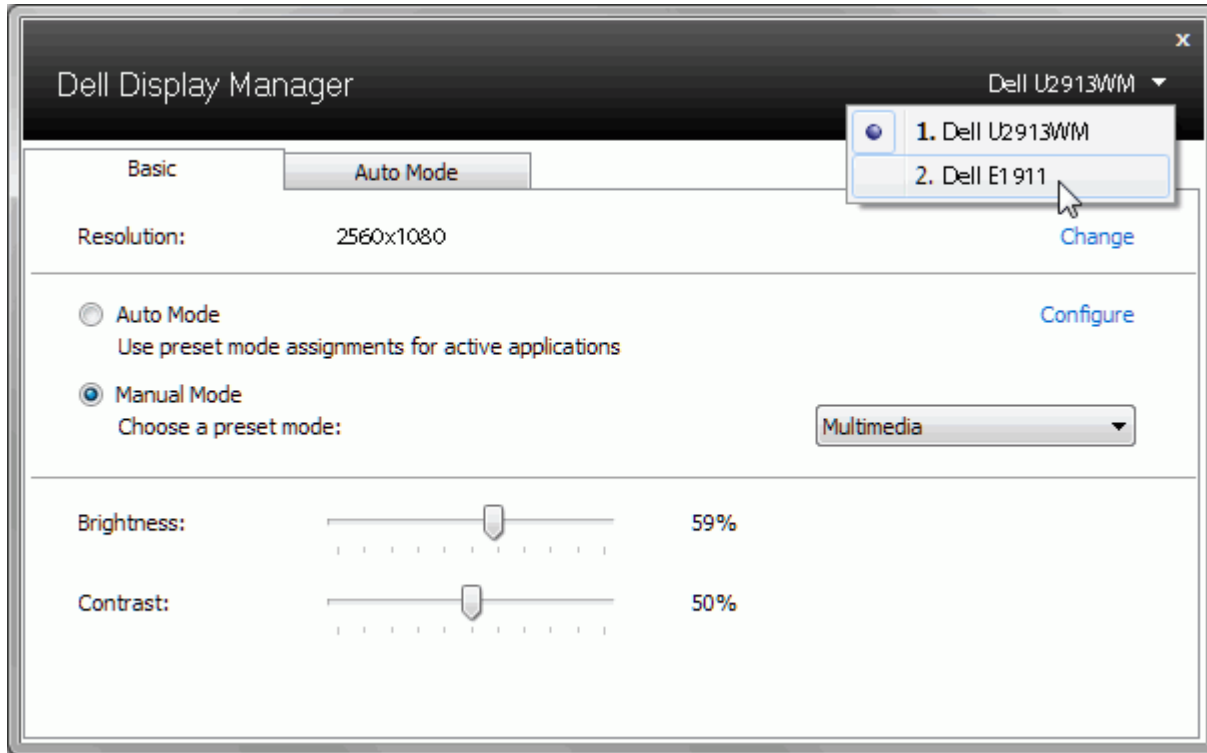 x
Dell Display Manager
Dell U2913WM
1. Dell U2913WM
2. Dell E1911
Basic
Auto Mode
Resolution:
2560x1080
Change
Auto Mode
Configure
Use preset mode assignments for active applications
Manual Mode
Choose a preset mode:
Multimedia
Brightness:
59%
Contrast:
50%